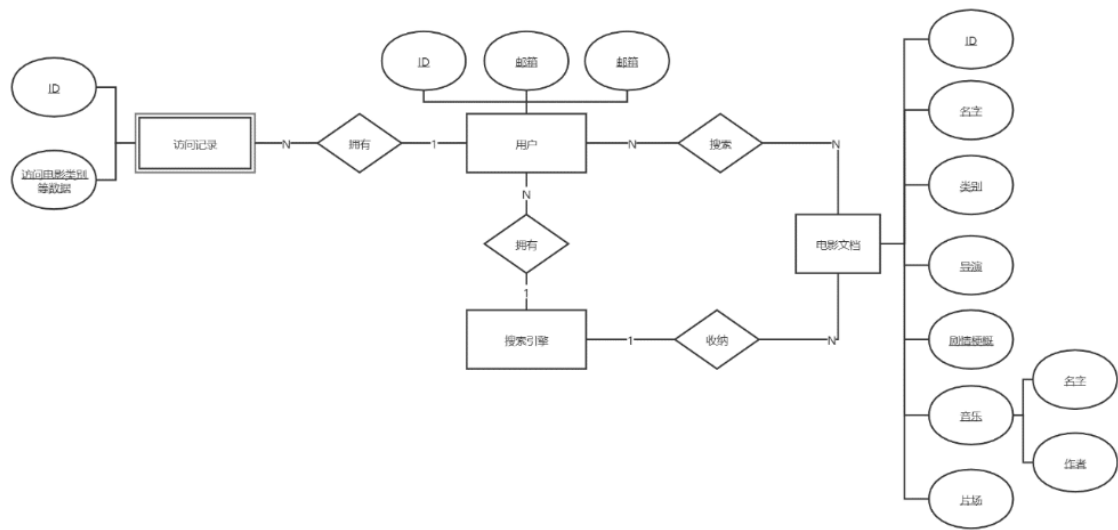 ID
ID
邮箱
邮箱
ID
名字
访问记录
N
拥有
1
用户
N
搜索
N
访问电影类别
等数据
类别
N
拥有
电影文档
导演
1
搜索引擎
1
收纳
N
剧情梗概
名字
音乐
作者
片场